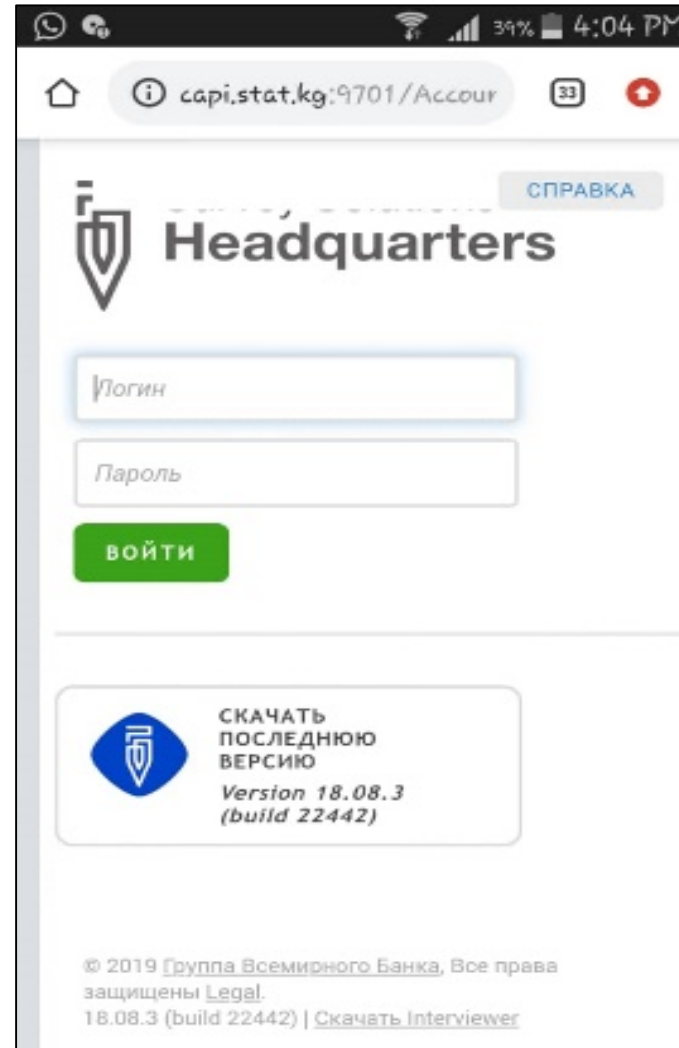 39% 4:04 PM
capi.stat.kg:9701/Accour 33
СПРАВКА
Headquarters
Логин
Пароль
ВОЙТИ
СКАЧАТЬ
ПОСЛЕДНЮЮ
ВЕРСИЮ
Version 18.08.3
(build 22442)
© 2019 Группа Всемирного Банка, Все права
защищены Legal.
18.08.3 (build 22442) | Скачать Interviewer